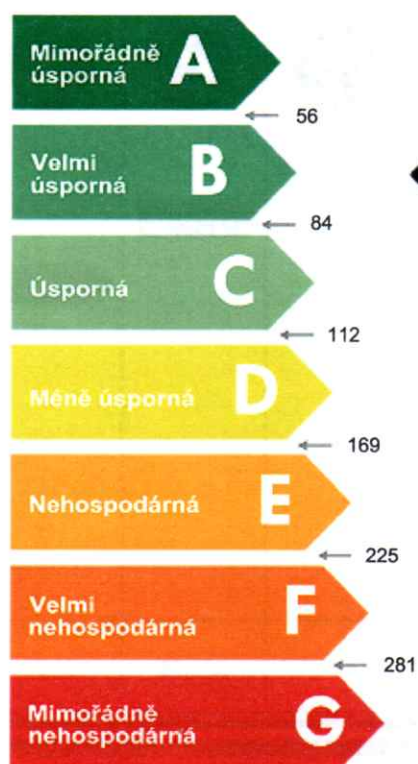 Mimořádně
úsporná
A
56
Velmi
úsporná
B
84
Úsporná
C
112
Méně úsporná
D
169
Nehospodárná
E
225
Velmi
nehospodárná
F
281
Mimořádně
nehospodárná
G